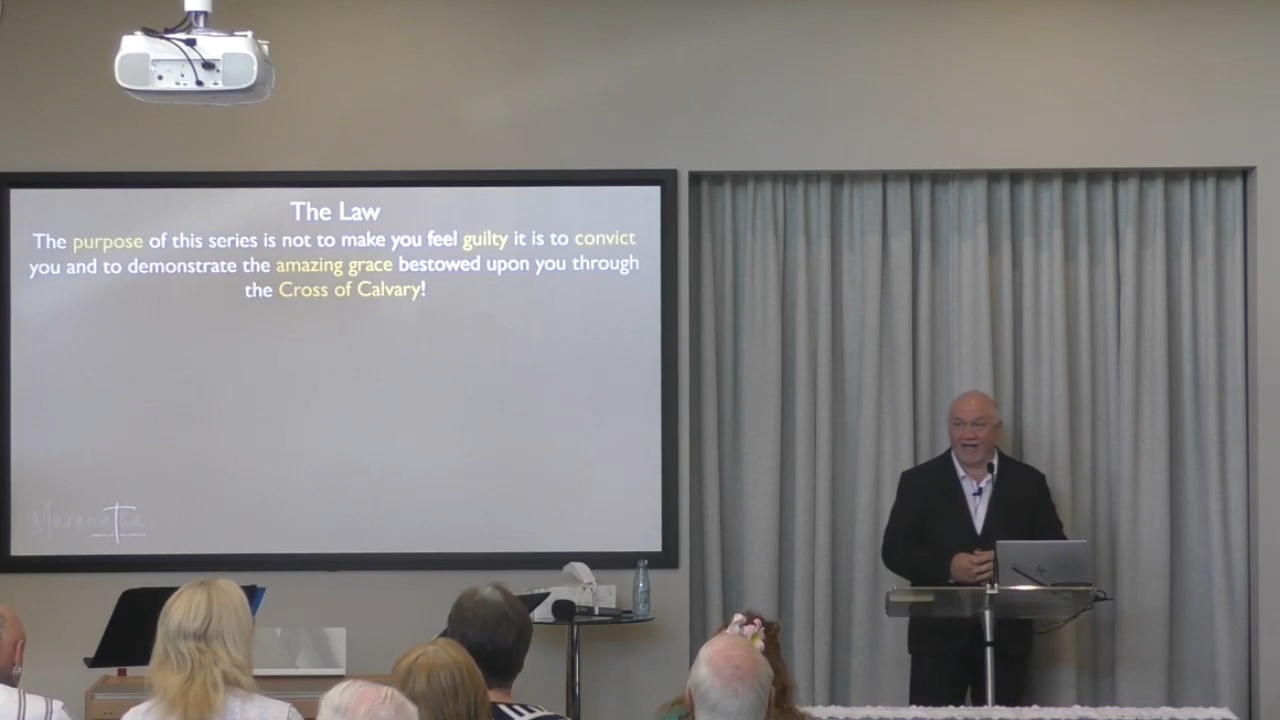 The Law
The purpose of this series is not to make you feel guilty it is to convict
you and to demonstrate the amazing grace bestowed upon you through
the Cross of Calvary!
Maranatha